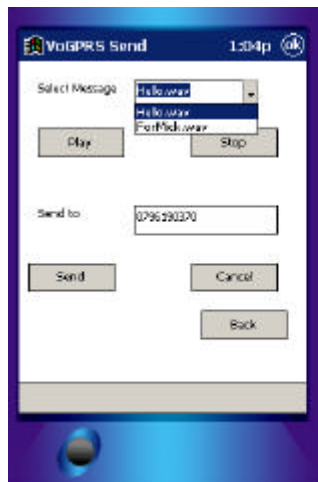 VoGPRS Send 1:04p ok
Select Message Hello.wav
Hello.wav
ForMick.wav
Play Stop
Send to 0796190370
Send Cancel
Back